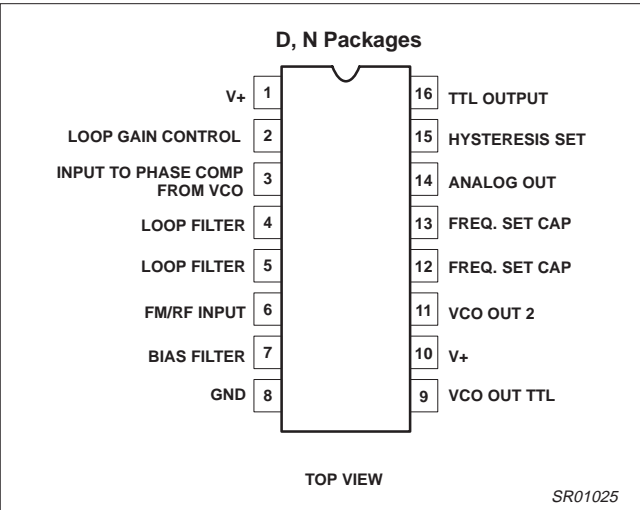 D, N Packages
V+ 1
LOOP GAIN CONTROL 2
INPUT TO PHASE COMP
FROM VCO 3
LOOP FILTER 4
LOOP FILTER 5
FM/RF INPUT 6
BIAS FILTER 7
GND 8
16 TTL OUTPUT
15 HYSTERESIS SET
14 ANALOG OUT
13 FREQ. SET CAP
12 FREQ. SET CAP
11 VCO OUT 2
10 V+
9 VCO OUT TTL
TOP VIEW
SR01025